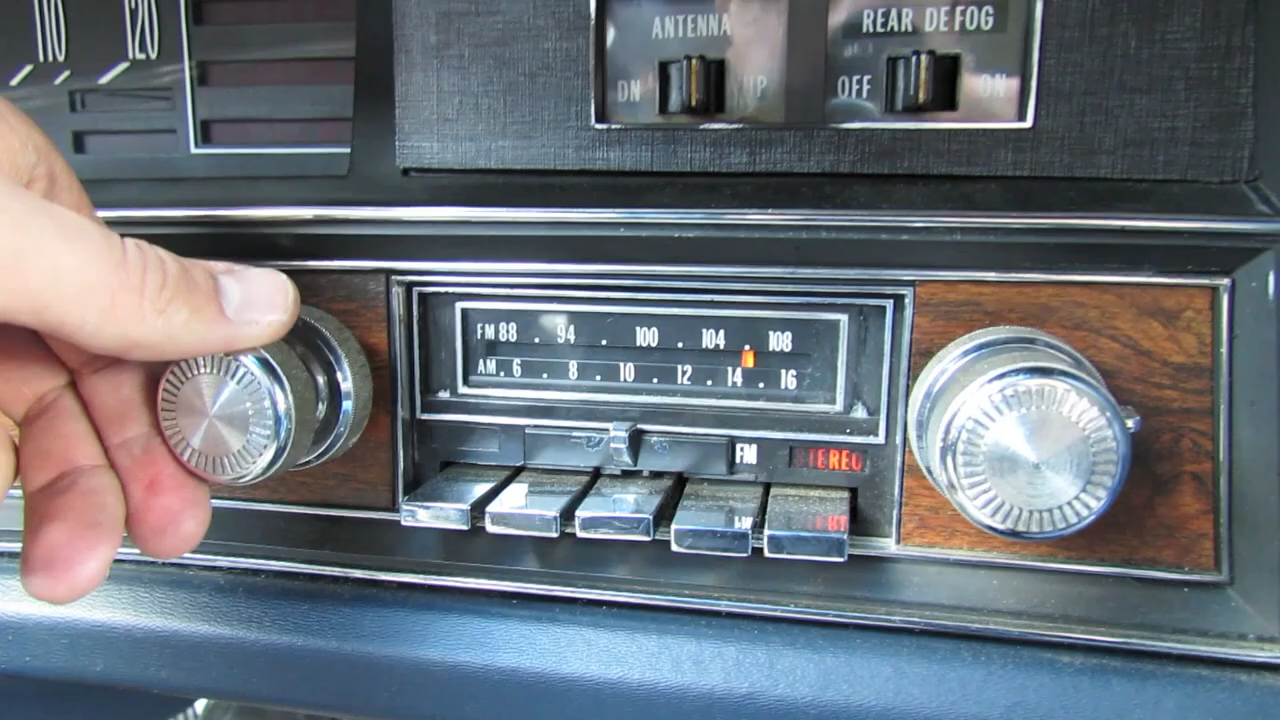 110 120
ANTENNA
DN UP
REAR DEFOG
OFF ON
FM 88 . 94 . 100 . 104 . 108
AM . 6 . 8 . 10 . 12 . 14 . 16
FM STEREO